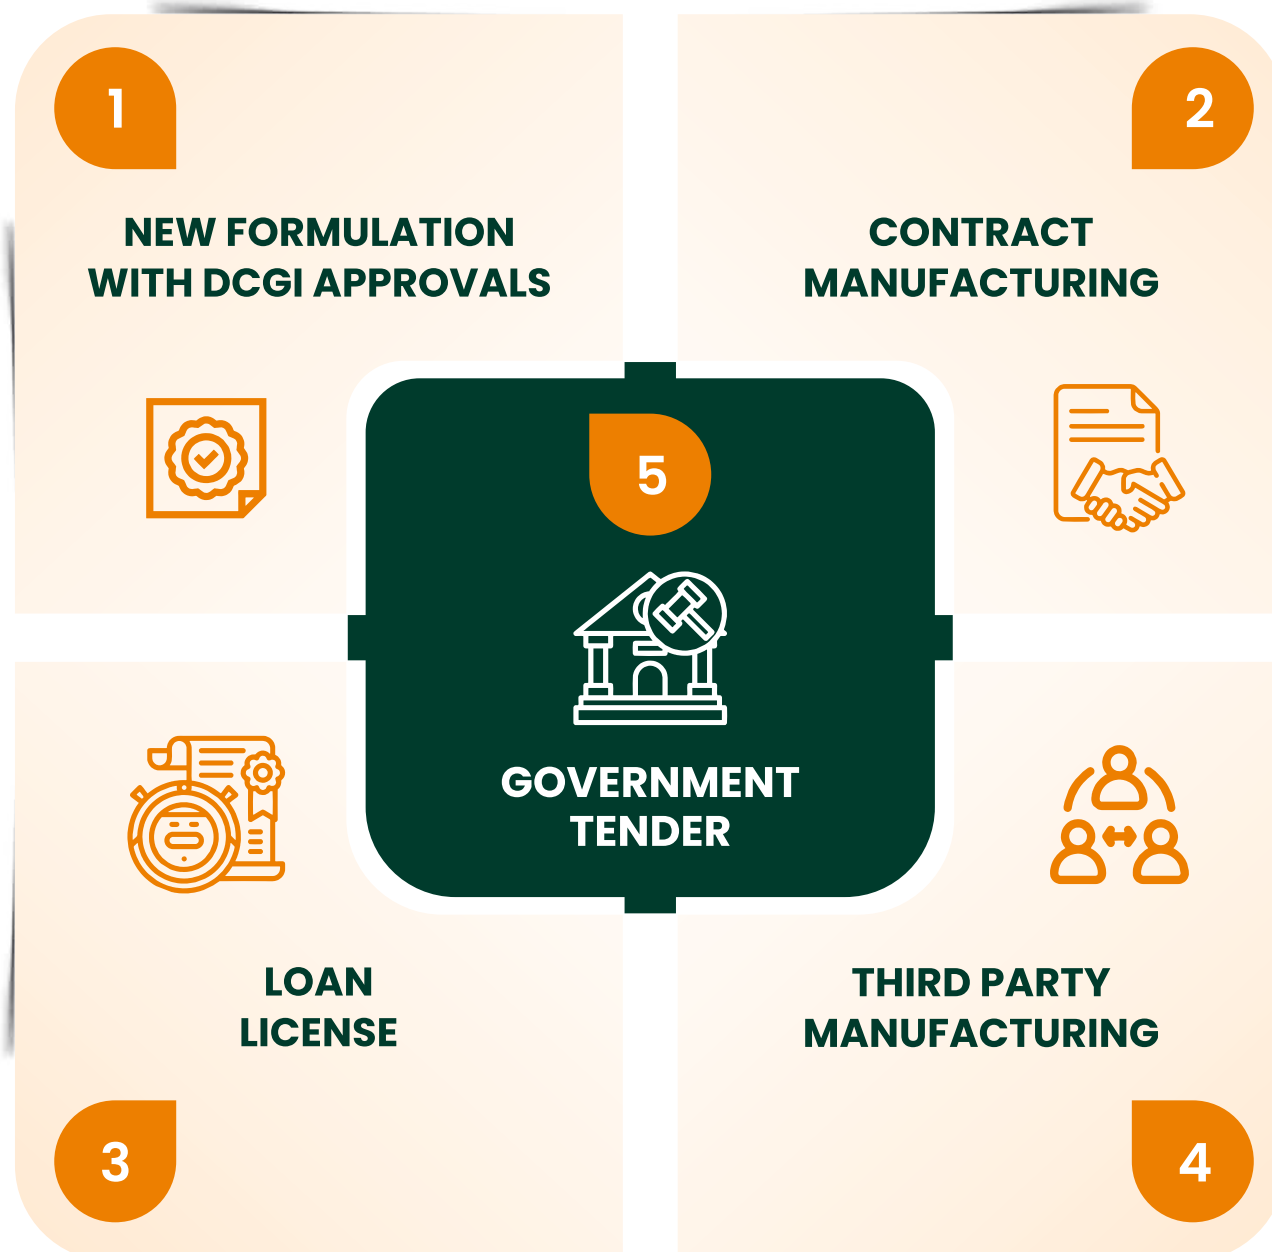 1
NEW FORMULATION
WITH DCGI APPROVALS
2
CONTRACT
MANUFACTURING
5
GOVERNMENT
TENDER
LOAN
LICENSE
3
THIRD PARTY
MANUFACTURING
4